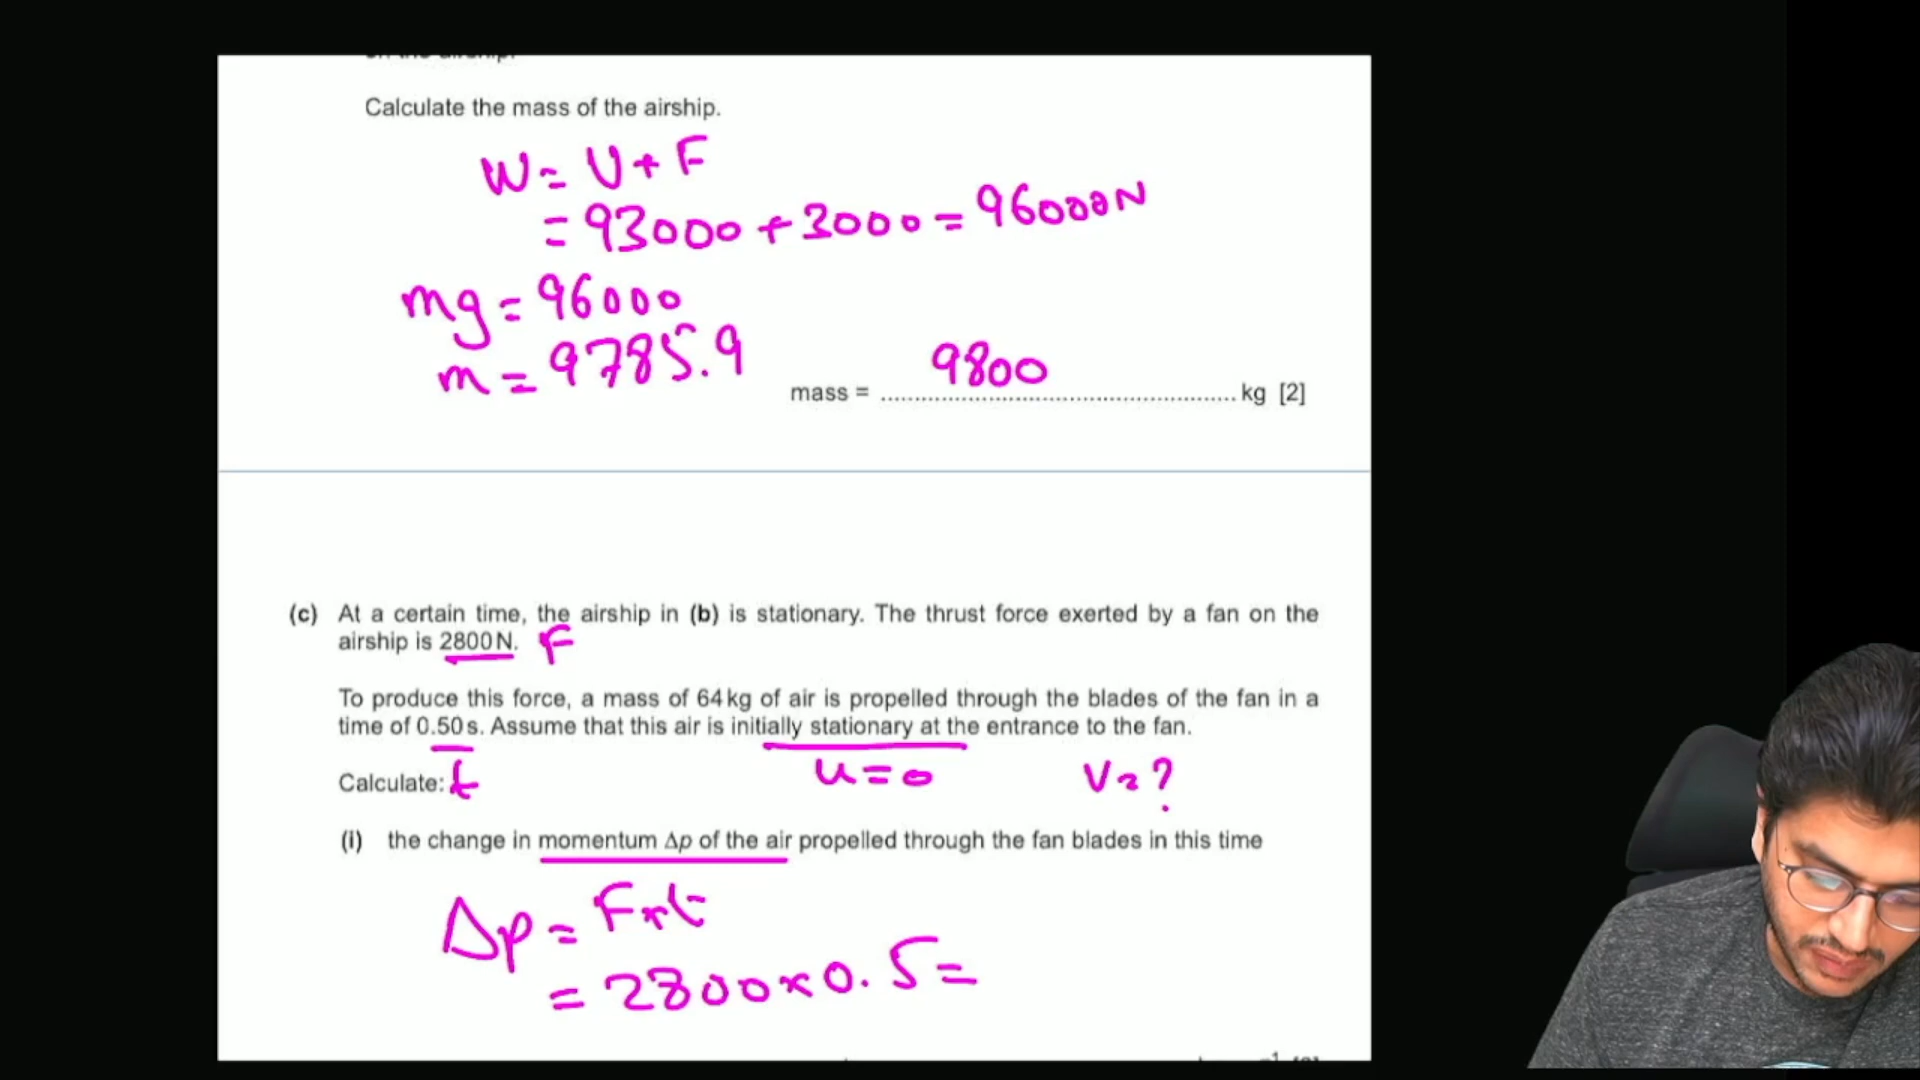 Calculate the mass of the airship.
W = U + F
= 93000 + 3000 = 96000N
mg = 96000
m = 9785.9
9800
mass = ........................ kg [2]
(c) At a certain time, the airship in (b) is stationary. The thrust force exerted by a fan on the
airship is 2800 N. F
To produce this force, a mass of 64 kg of air is propelled through the blades of the fan in a
time of 0.50 s. Assume that this air is initially stationary at the entrance to the fan.
Calculate: t u = 0 V = ?
(i) the change in momentum Δp of the air propelled through the fan blades in this time
Δp = F×t
= 2800×0.5 =